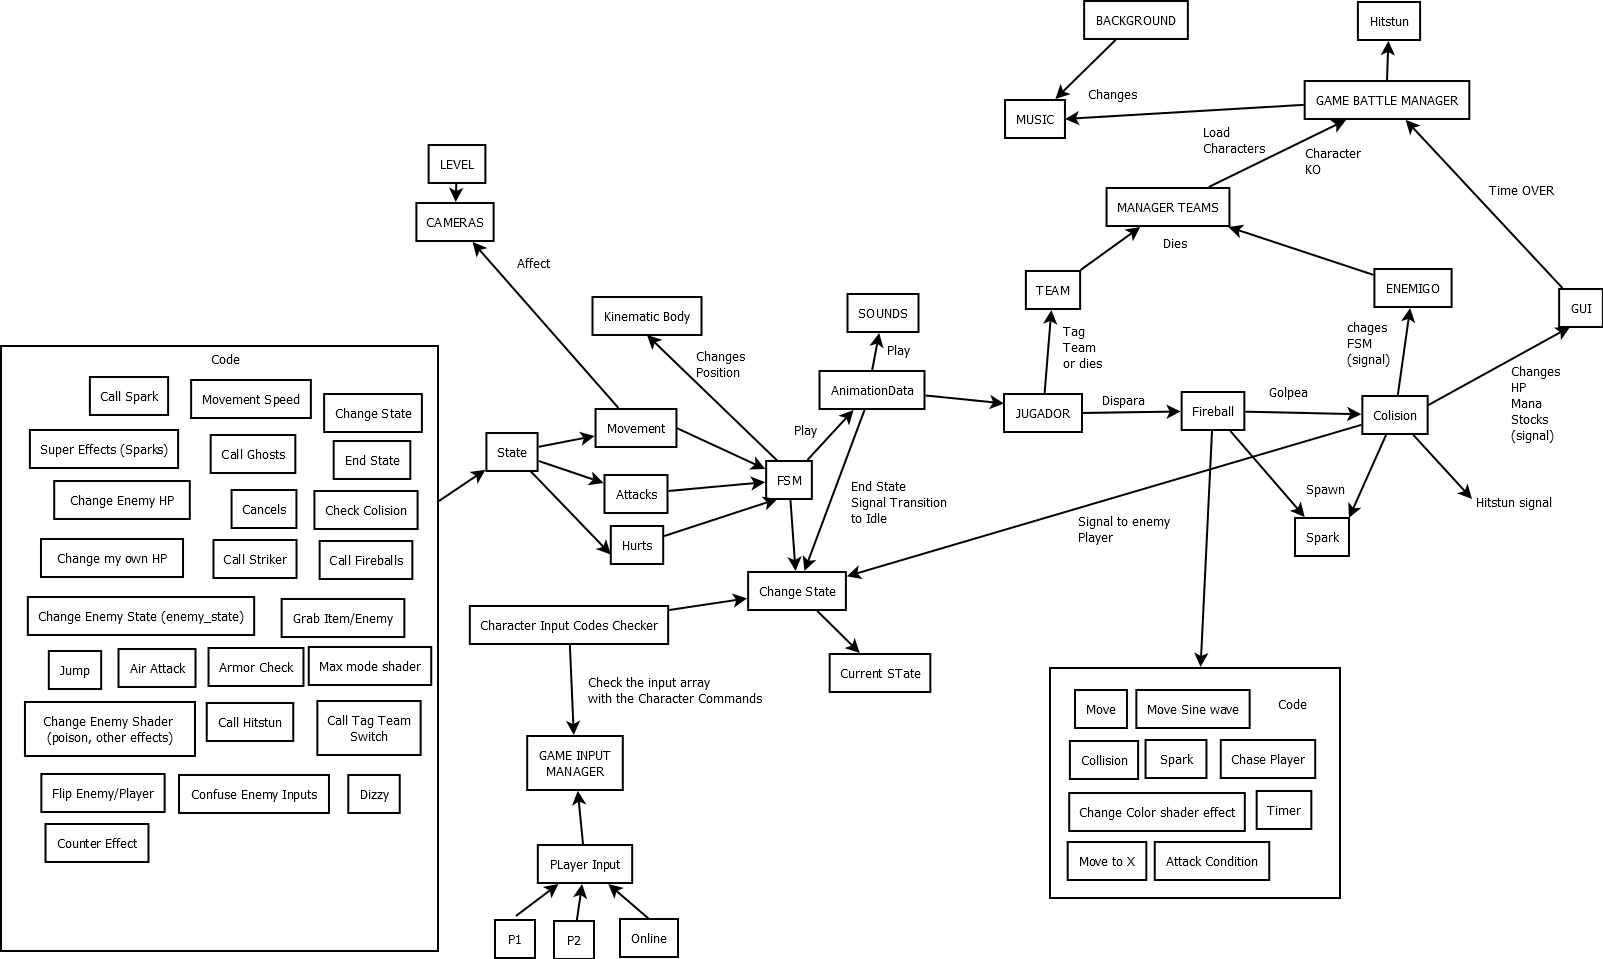 BACKGROUND
Hitstun
MUSIC
Changes
GAME BATTLE MANAGER
Load
Characters
Character
KO
Time OVER
LEVEL
CAMERAS
Affect
MANAGER TEAMS
Dies
TEAM
ENEMIGO
GUI
Kinematic Body
Changes
Position
SOUNDS
Play
AnimationData
Play
Tag
Team
or dies
chages
FSM
(signal)
Changes
HP
Mana
Stocks
(signal)
JUGADOR
Dispara
Fireball
Golpea
Colision
Spawn
Spark
Hitstun signal
State
Movement
Attacks
Hurts
FSM
End State
Signal Transition
to Idle
Signal to enemy
Player
Change State
Current STate
Character Input Codes Checker
Check the input array
with the Character Commands
GAME INPUT
MANAGER
PLayer Input
P1
P2
Online
Code
Call Spark
Movement Speed
Change State
Super Effects (Sparks)
Call Ghosts
End State
Change Enemy HP
Cancels
Check Colision
Change my own HP
Call Striker
Call Fireballs
Change Enemy State (enemy_state)
Grab Item/Enemy
Jump
Air Attack
Armor Check
Max mode shader
Change Enemy Shader
(poison, other effects)
Call Hitstun
Call Tag Team
Switch
Flip Enemy/Player
Confuse Enemy Inputs
Dizzy
Counter Effect
Move
Move Sine wave
Code
Collision
Spark
Chase Player
Change Color shader effect
Timer
Move to X
Attack Condition